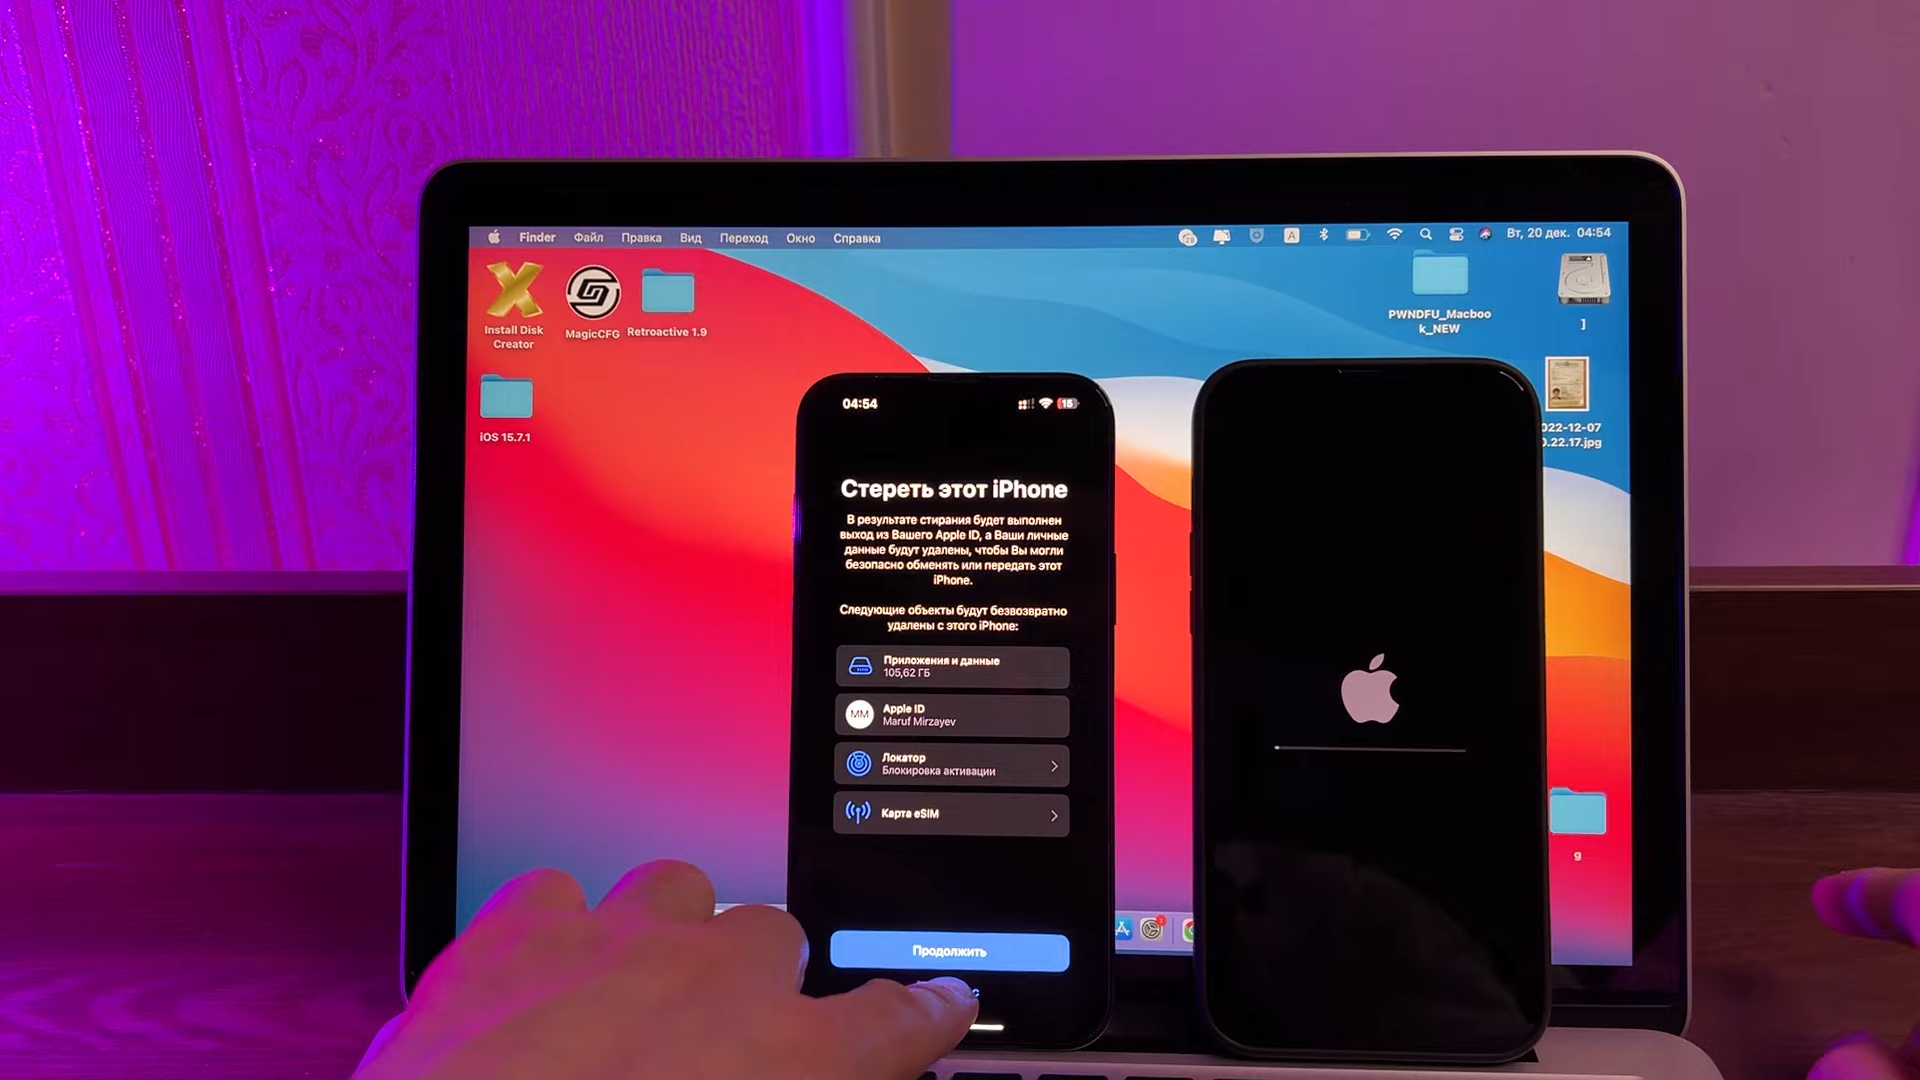 Finder Файл Правка Вид Переход Окно Справка
A
Вт, 20 дек. 04:54
Install Disk
Creator
MagicCFG
Retroactive 1.9
iOS 15.7.1
PWNDFU_Macboo
k_NEW
]
022-12-07
0.22.17.jpg
g
04:54
15
Стереть этот iPhone
В результате стирания будет выполнен
выход из Вашего Apple ID, а Ваши личные
данные будут удалены, чтобы Вы могли
безопасно обменять или передать этот
iPhone.
Следующие объекты будут безвозвратно
удалены с этого iPhone:
Приложения и данные
105,62 ГБ
MM
Apple ID
Maruf Mirzayev
Локатор
Блокировка активации
Карта eSIM
Продолжить